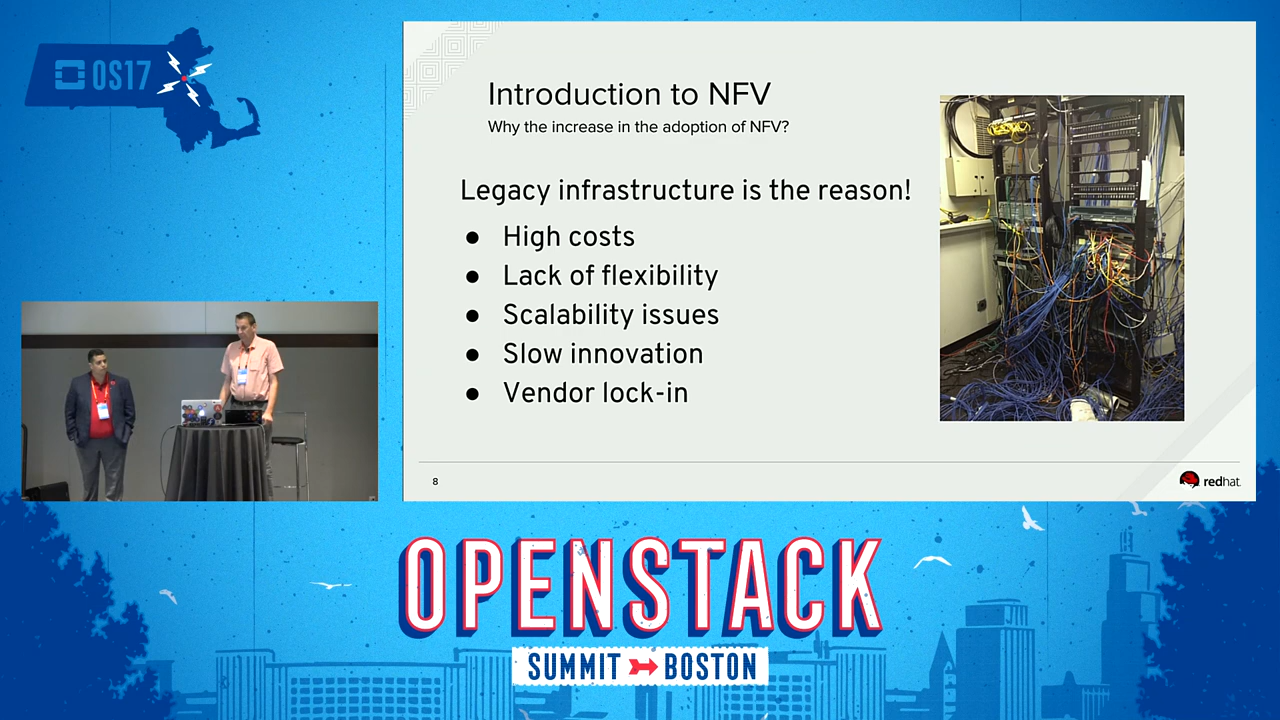 OS17
Introduction to NFV
Why the increase in the adoption of NFV?
Legacy infrastructure is the reason!
● High costs
● Lack of flexibility
● Scalability issues
● Slow innovation
● Vendor lock-in
8
redhat.
OPENSTACK
SUMMIT BOSTON